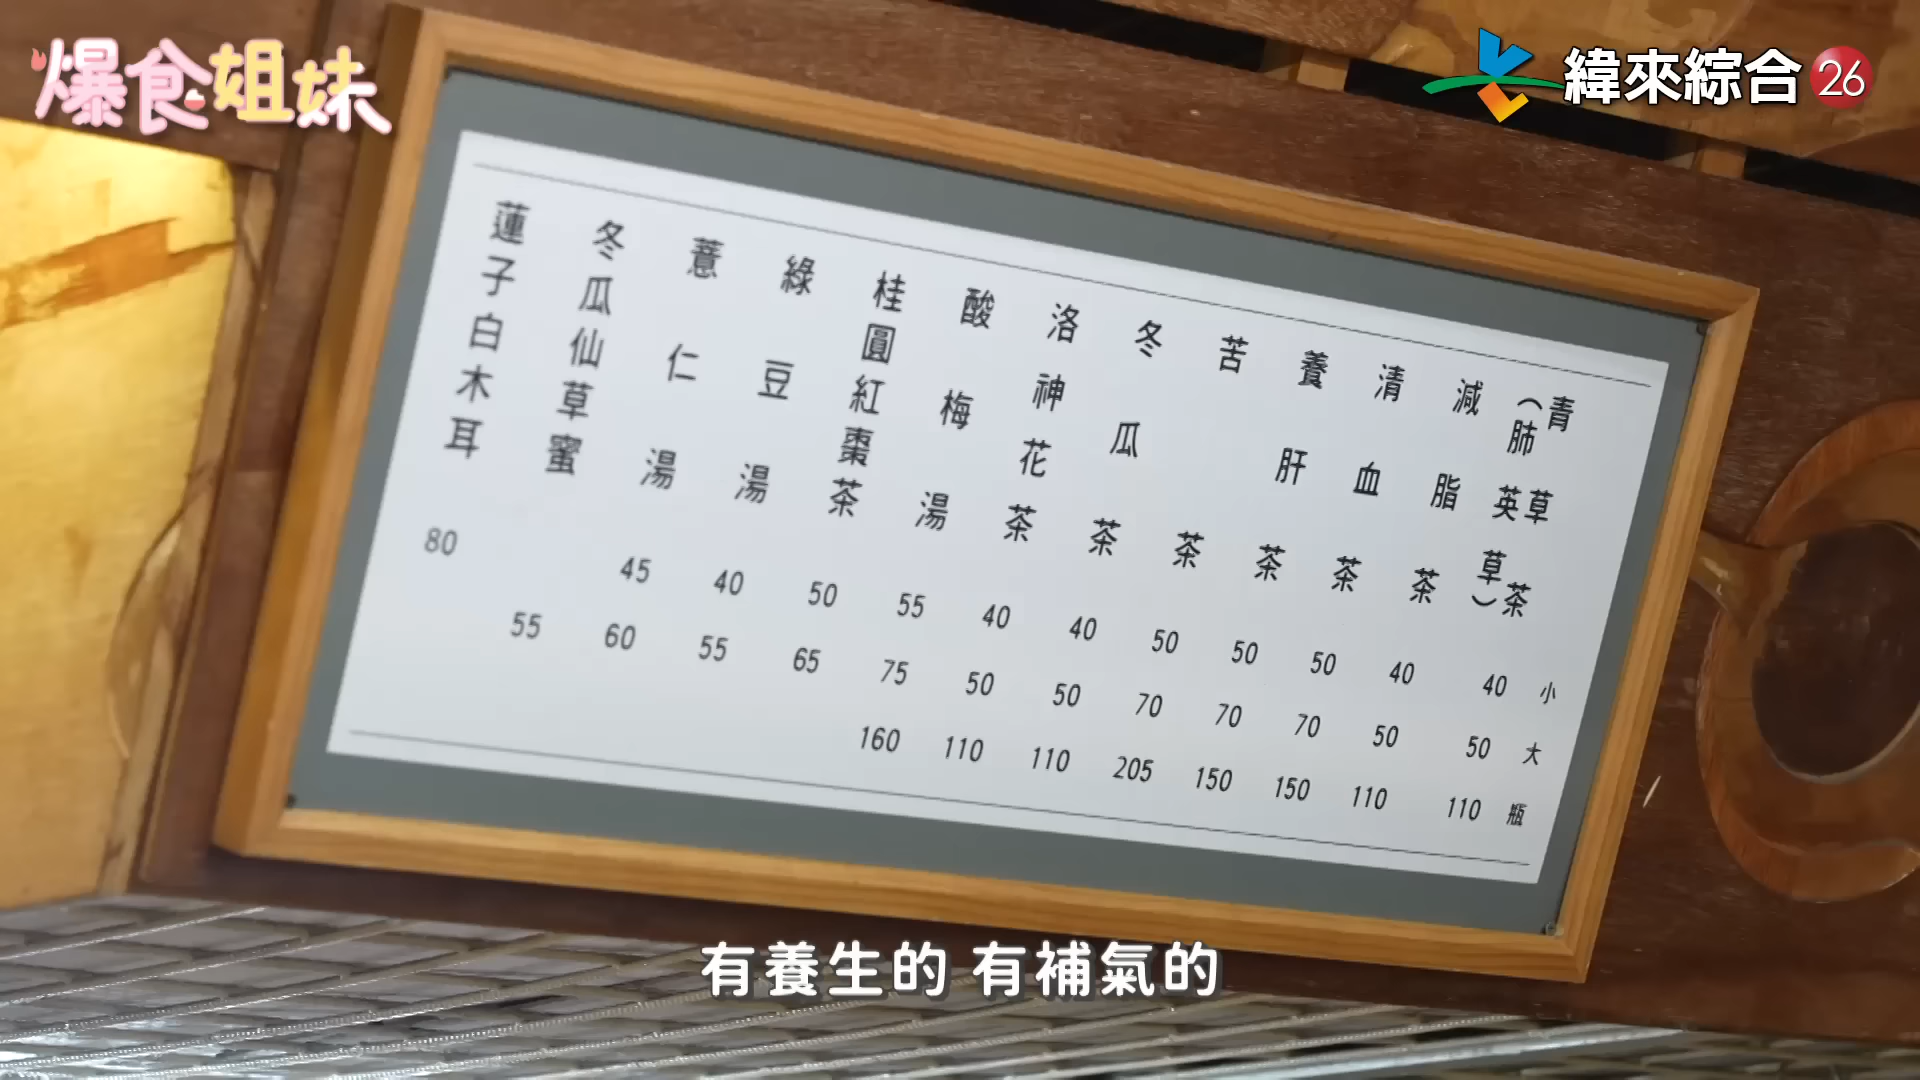 爆食姐妹
緯來綜合26
小 大 瓶
青草茶
(肺英草) 40 50 110
減脂茶 40 50 110
清血茶 50 70 150
養肝茶 50 70 150
苦茶 50 70 205
冬瓜茶 40 50 110
洛神花茶 40 50 110
酸梅湯 55 75 160
桂圓紅棗茶 50 65
綠豆湯 40 55
薏仁湯 45 60
冬瓜仙草蜜 55
蓮子白木耳 80
有養生的 有補氣的